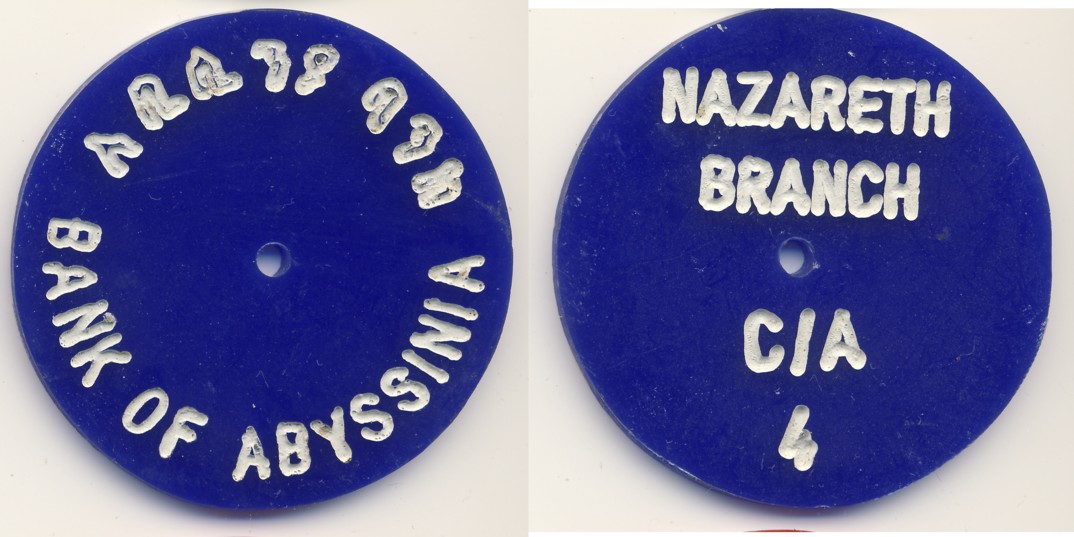 BANK OF ABYSSINIA
NAZARETH
BRANCH
C/A
4